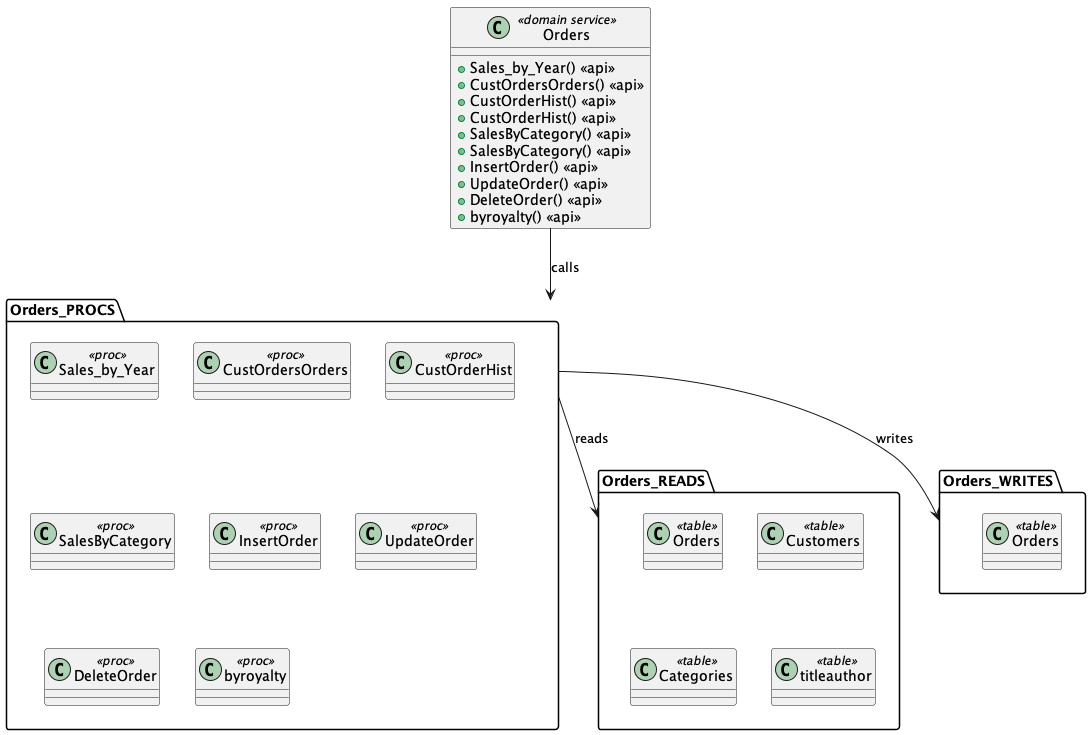 C
«domain service»
Orders
Sales_by_Year() «api»
CustOrdersOrders() «api»
CustOrderHist() «api»
CustOrderHist() «api»
SalesByCategory() «api»
SalesByCategory() «api»
InsertOrder() «api»
UpdateOrder() «api»
DeleteOrder() «api»
byroyalty() «api»
calls
Orders_PROCS
C
«proc»
Sales_by_Year
C
«proc»
CustOrdersOrders
C
«proc»
CustOrderHist
C
«proc»
SalesByCategory
C
«proc»
InsertOrder
C
«proc»
UpdateOrder
C
«proc»
DeleteOrder
C
«proc»
byroyalty
reads
writes
Orders_READS
C
«table»
Orders
C
«table»
Customers
C
«table»
Categories
C
«table»
titleauthor
Orders_WRITES
C
«table»
Orders